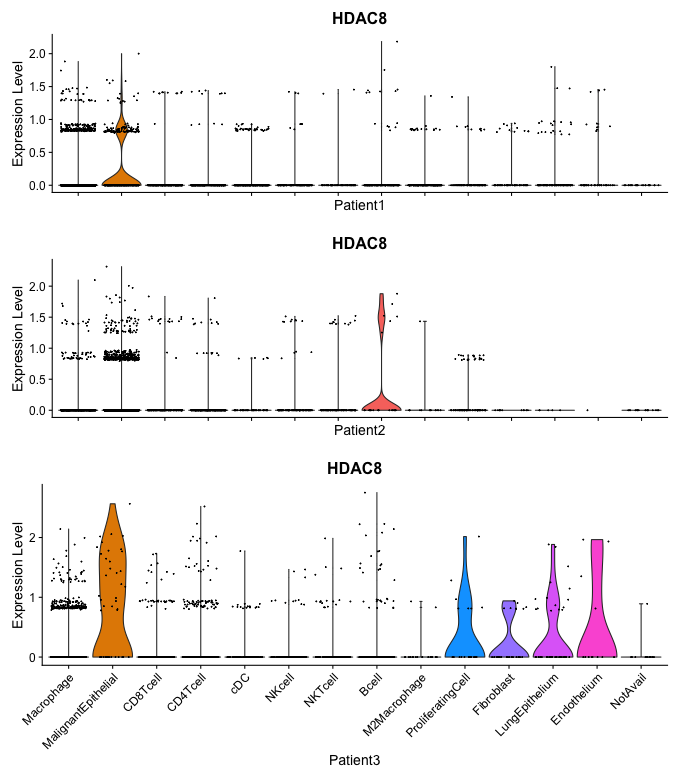 HDAC8
Expression Level
2.0
1.5
1.0
0.5
0.0
Patient1
HDAC8
Expression Level
2.0
1.5
1.0
0.5
0.0
Patient2
HDAC8
Expression Level
2
1
0
Macrophage
MalignantEpithelial
CD8Tcell
CD4Tcell
cDC
NKcell
NKTcell
Bcell
M2Macrophage
ProliferatingCell
Fibroblast
LungEpithelium
Endothelium
NotAvail
Patient3